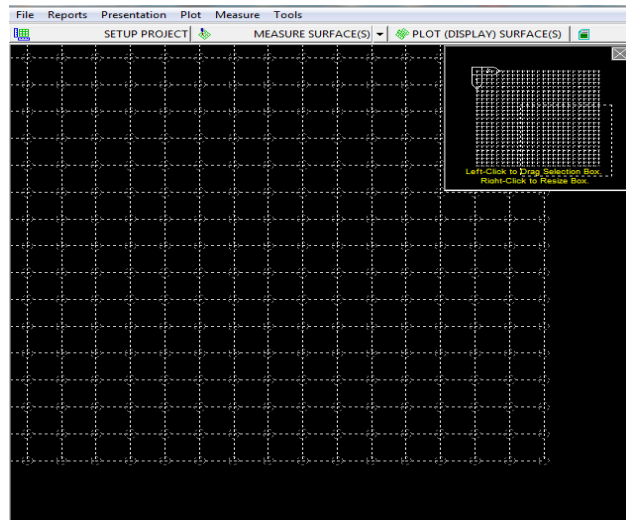 File Reports Presentation Plot Measure Tools
SETUP PROJECT MEASURE SURFACE(S) PLOT (DISPLAY) SURFACE(S)
Left-Click to Drag Selection Box.
Right-Click to Resize Box.